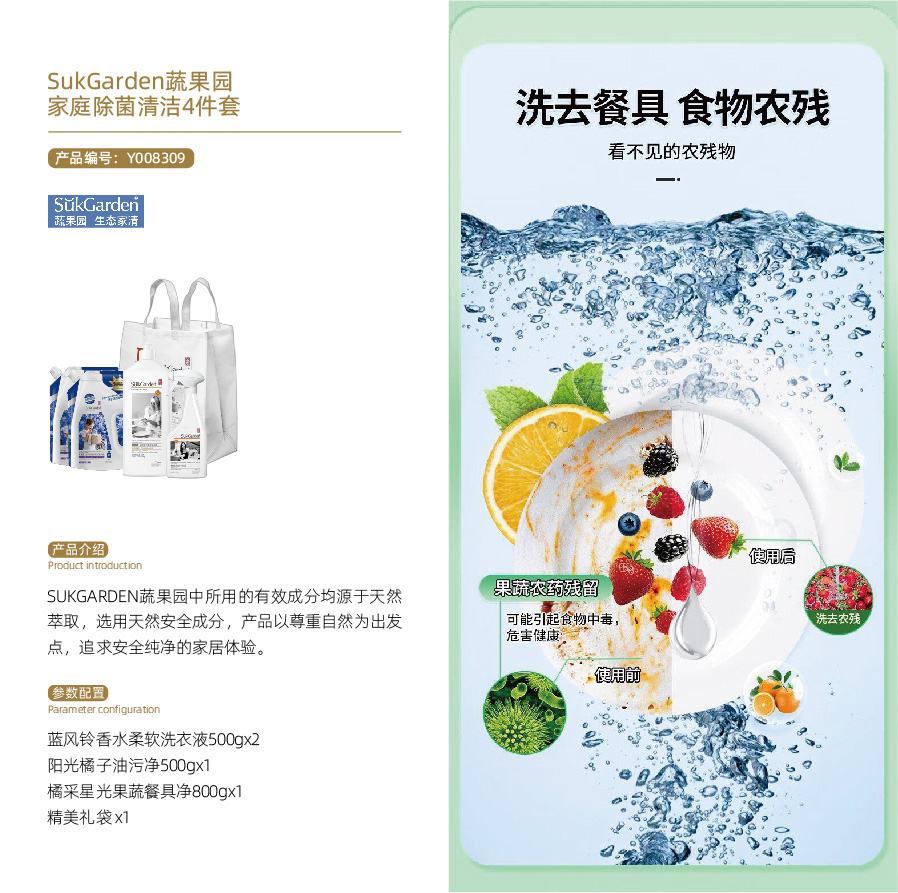 SukGarden蔬果园
家庭除菌清洁4件套
产品编号：Y008309
SukGarden
蔬果园 生态家清
SukGarden
SukGarden
产品介绍
Product introduction
SUKGARDEN蔬果园中所用的有效成分均源于天然
萃取，选用天然安全成分，产品以尊重自然为出发
点，追求安全纯净的家居体验。
参数配置
Parameter configuration
蓝风铃香水柔软洗衣液500gx2
阳光橘子油污净500gx1
橘采星光果蔬餐具净800gx1
精美礼袋x1
洗去餐具 食物农残
看不见的农残物
使用后
洗去农残
果蔬农药残留
可能引起食物中毒，
危害健康
使用前